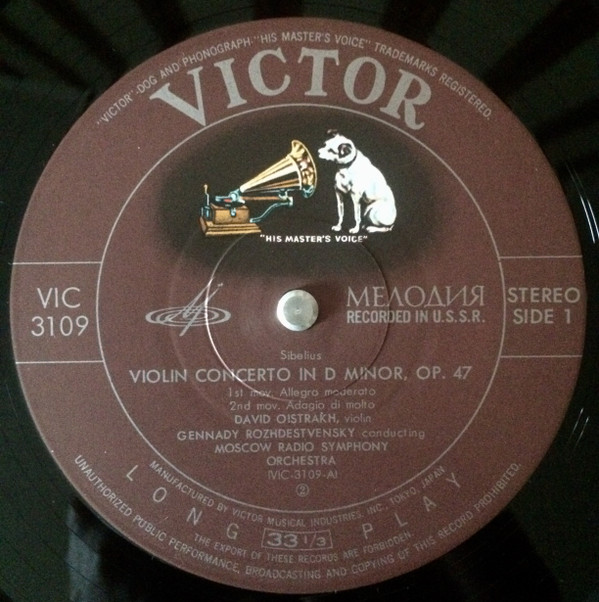 "VICTOR"-DOG AND PHONOGRAPH-"HIS MASTER'S VOICE" TRADEMARKS REGISTERED.
VICTOR
"HIS MASTER'S VOICE"
VIC
3109
МЕЛОДИЯ
RECORDED IN U.S.S.R.
STEREO
SIDE 1
Sibelius
VIOLIN CONCERTO IN D MINOR, OP. 47
1st mov. Allegro moderato
2nd mov. Adagio di molto
DAVID OISTRAKH, violin
GENNADY ROZHDESTVENSKY conducting
MOSCOW RADIO SYMPHONY
ORCHESTRA
(VIC-3109-A)
②
MANUFACTURED BY VICTOR MUSICAL INDUSTRIES, INC. TOKYO, JAPAN.
LONG 33 1/3 PLAY
THE EXPORT OF THESE RECORDS ARE FORBIDDEN.
UNAUTHORIZED PUBLIC PERFORMANCE, BROADCASTING AND COPYING OF THIS RECORD PROHIBITED.